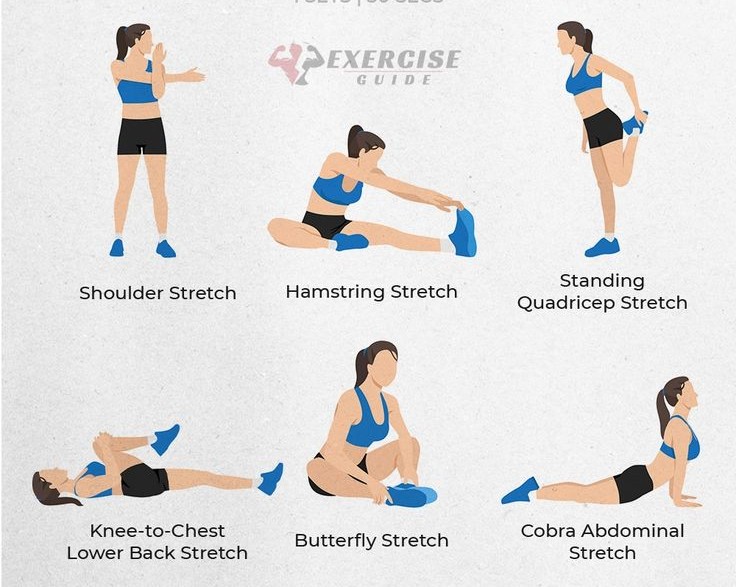 EXERCISE
GUIDE
Shoulder Stretch
Hamstring Stretch
Standing
Quadricep Stretch
Knee-to-Chest
Lower Back Stretch
Butterfly Stretch
Cobra Abdominal
Stretch